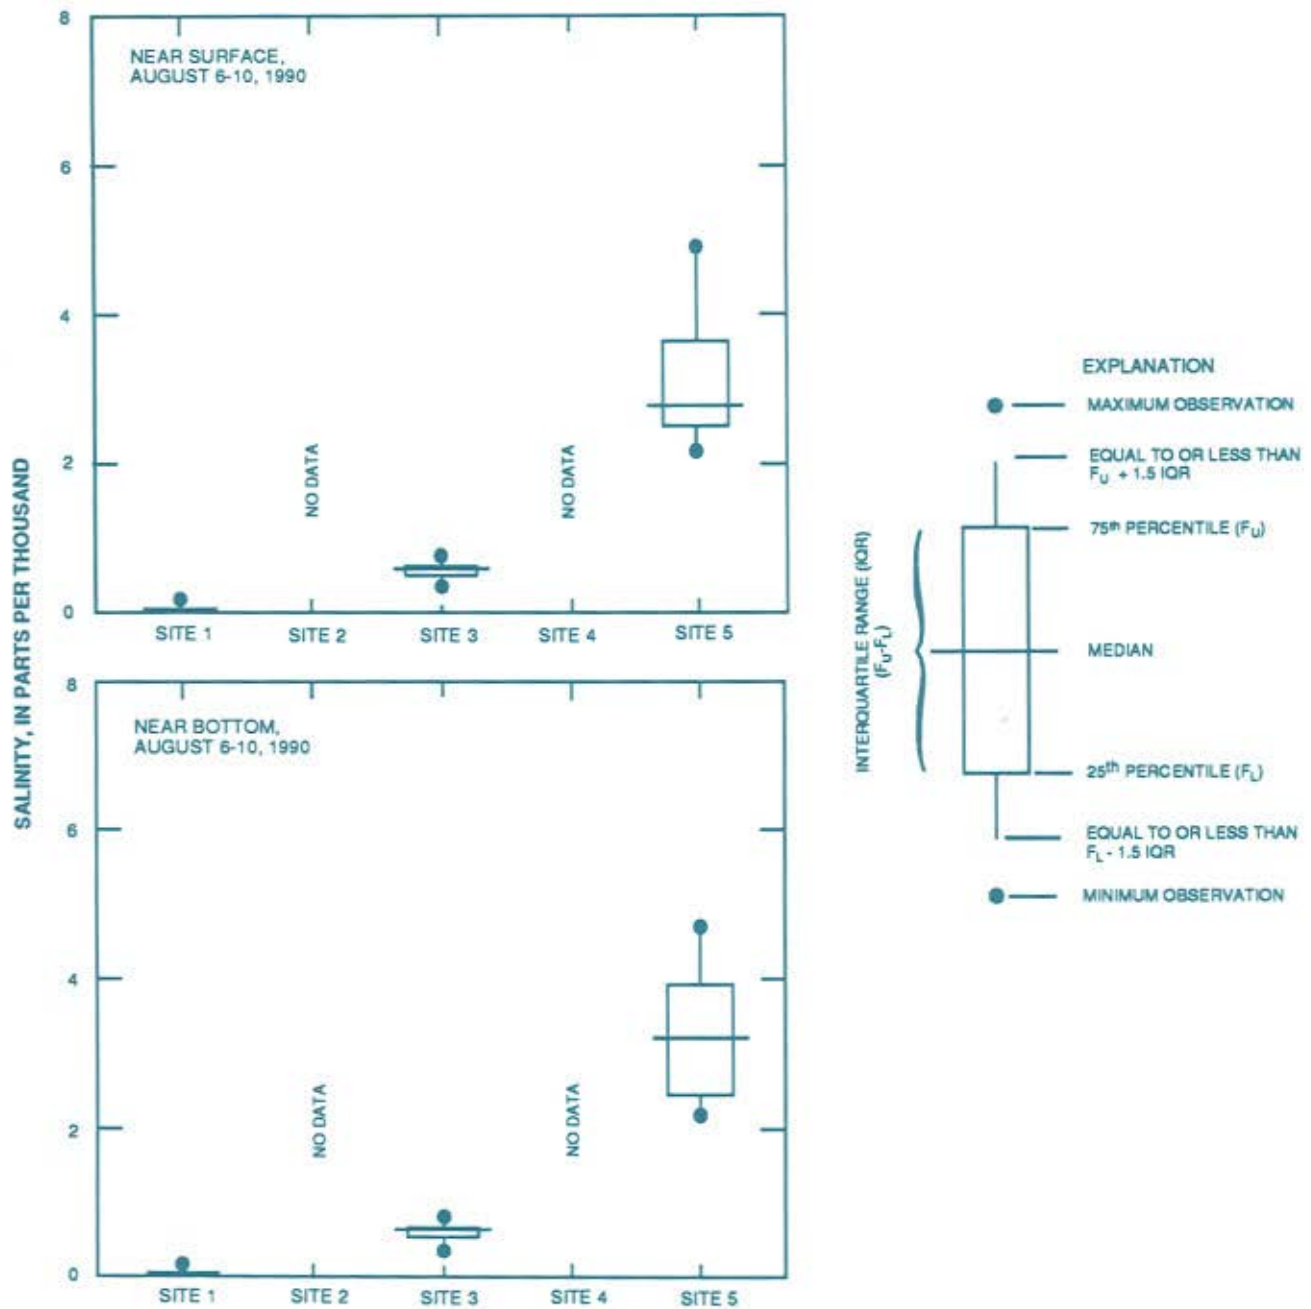 SALINITY, IN PARTS PER THOUSAND
8
6
4
2
0
NEAR SURFACE,
AUGUST 6-10, 1990
NO DATA
NO DATA
SITE 1
SITE 2
SITE 3
SITE 4
SITE 5
8
6
4
2
0
NEAR BOTTOM,
AUGUST 6-10, 1990
NO DATA
NO DATA
SITE 1
SITE 2
SITE 3
SITE 4
SITE 5
EXPLANATION
MAXIMUM OBSERVATION
EQUAL TO OR LESS THAN
FU + 1.5 IQR
75th PERCENTILE (FU)
INTERQUARTILE RANGE (IQR)
(FU-FL)
MEDIAN
25th PERCENTILE (FL)
EQUAL TO OR LESS THAN
FL - 1.5 IQR
MINIMUM OBSERVATION